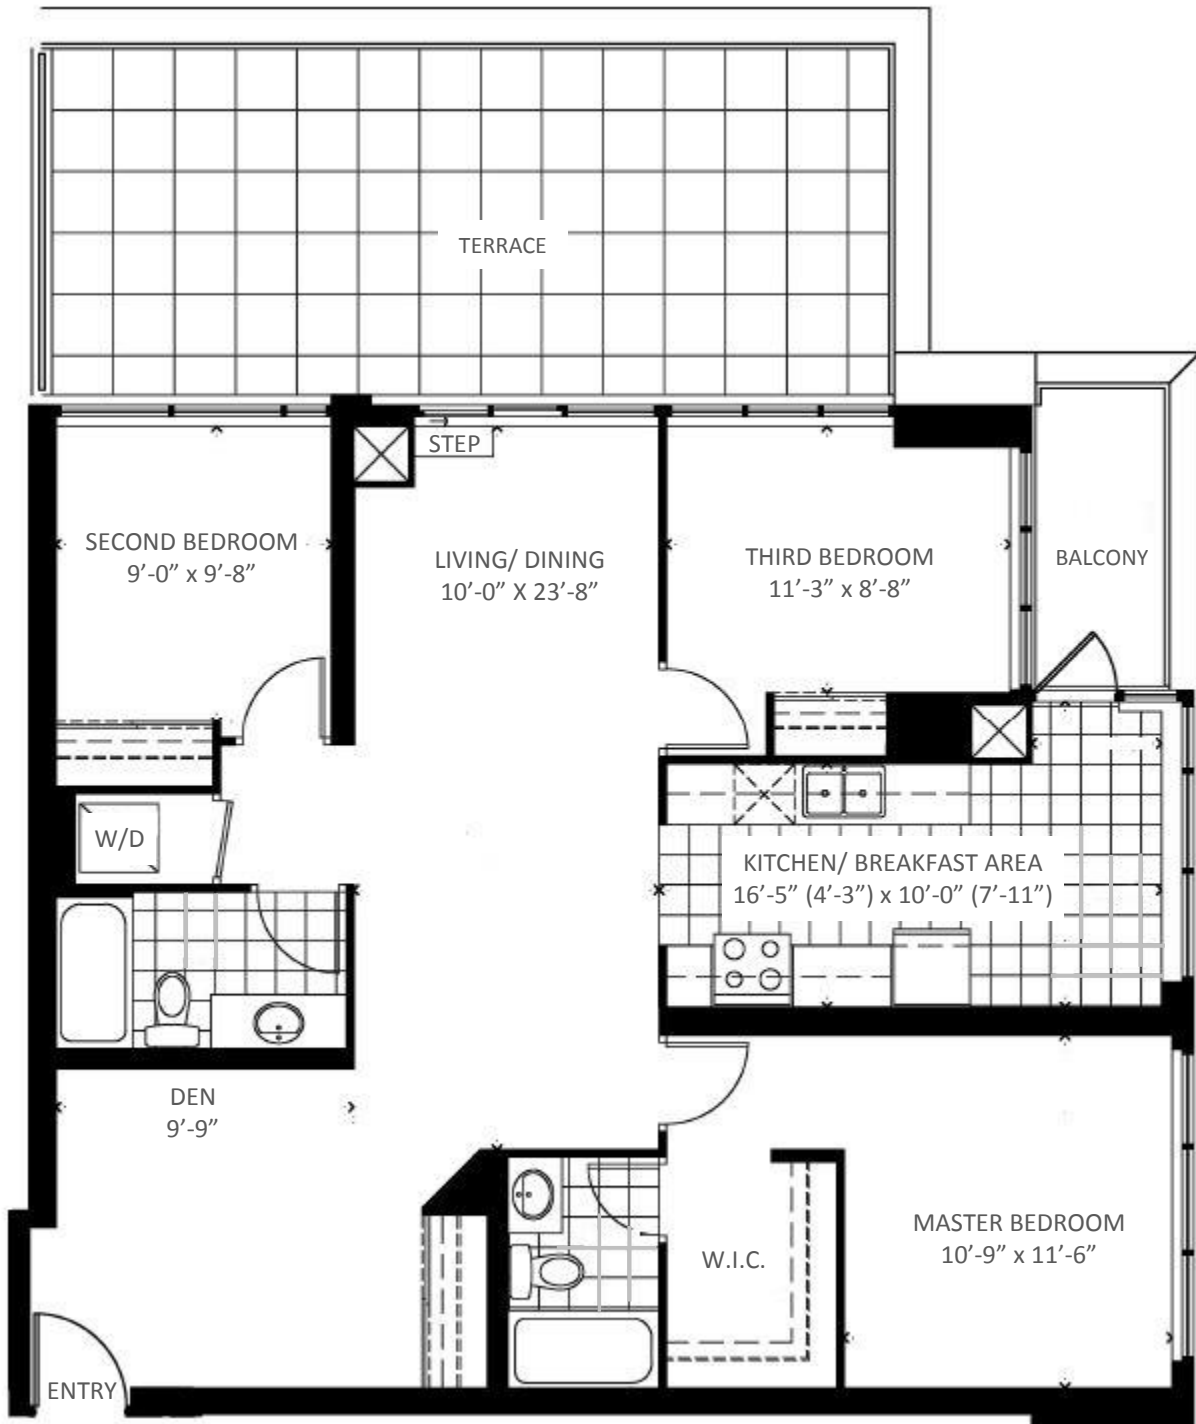 TERRACE
STEP
SECOND BEDROOM
9’-0” x 9’-8”
LIVING/ DINING
10’-0” X 23’-8”
THIRD BEDROOM
11’-3” x 8’-8”
BALCONY
W/D
KITCHEN/ BREAKFAST AREA
16’-5” (4’-3”) x 10’-0” (7’-11”)
DEN
9’-9”
MASTER BEDROOM
10’-9” x 11’-6”
W.I.C.
ENTRY